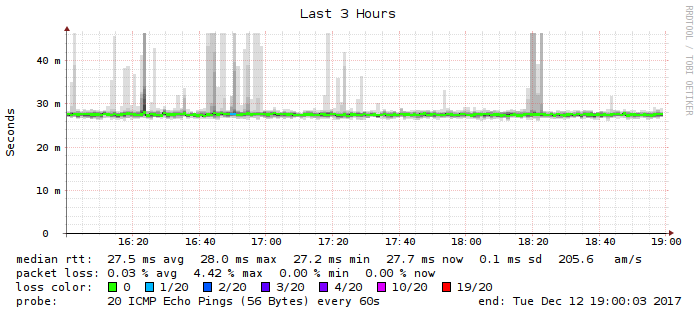 Last 3 Hours
RRDTOOL / TOBI OETIKER
Seconds
40 m
30 m
20 m
10 m
0
16:20 16:40 17:00 17:20 17:40 18:00 18:20 18:40 19:00
median rtt: 27.5 ms avg 28.0 ms max 27.2 ms min 27.7 ms now 0.1 ms sd 205.6 am/s
packet loss: 0.03 % avg 4.42 % max 0.00 % min 0.00 % now
loss color: 0 1/20 2/20 3/20 4/20 10/20 19/20
probe: 20 ICMP Echo Pings (56 Bytes) every 60s end: Tue Dec 12 19:00:03 2017